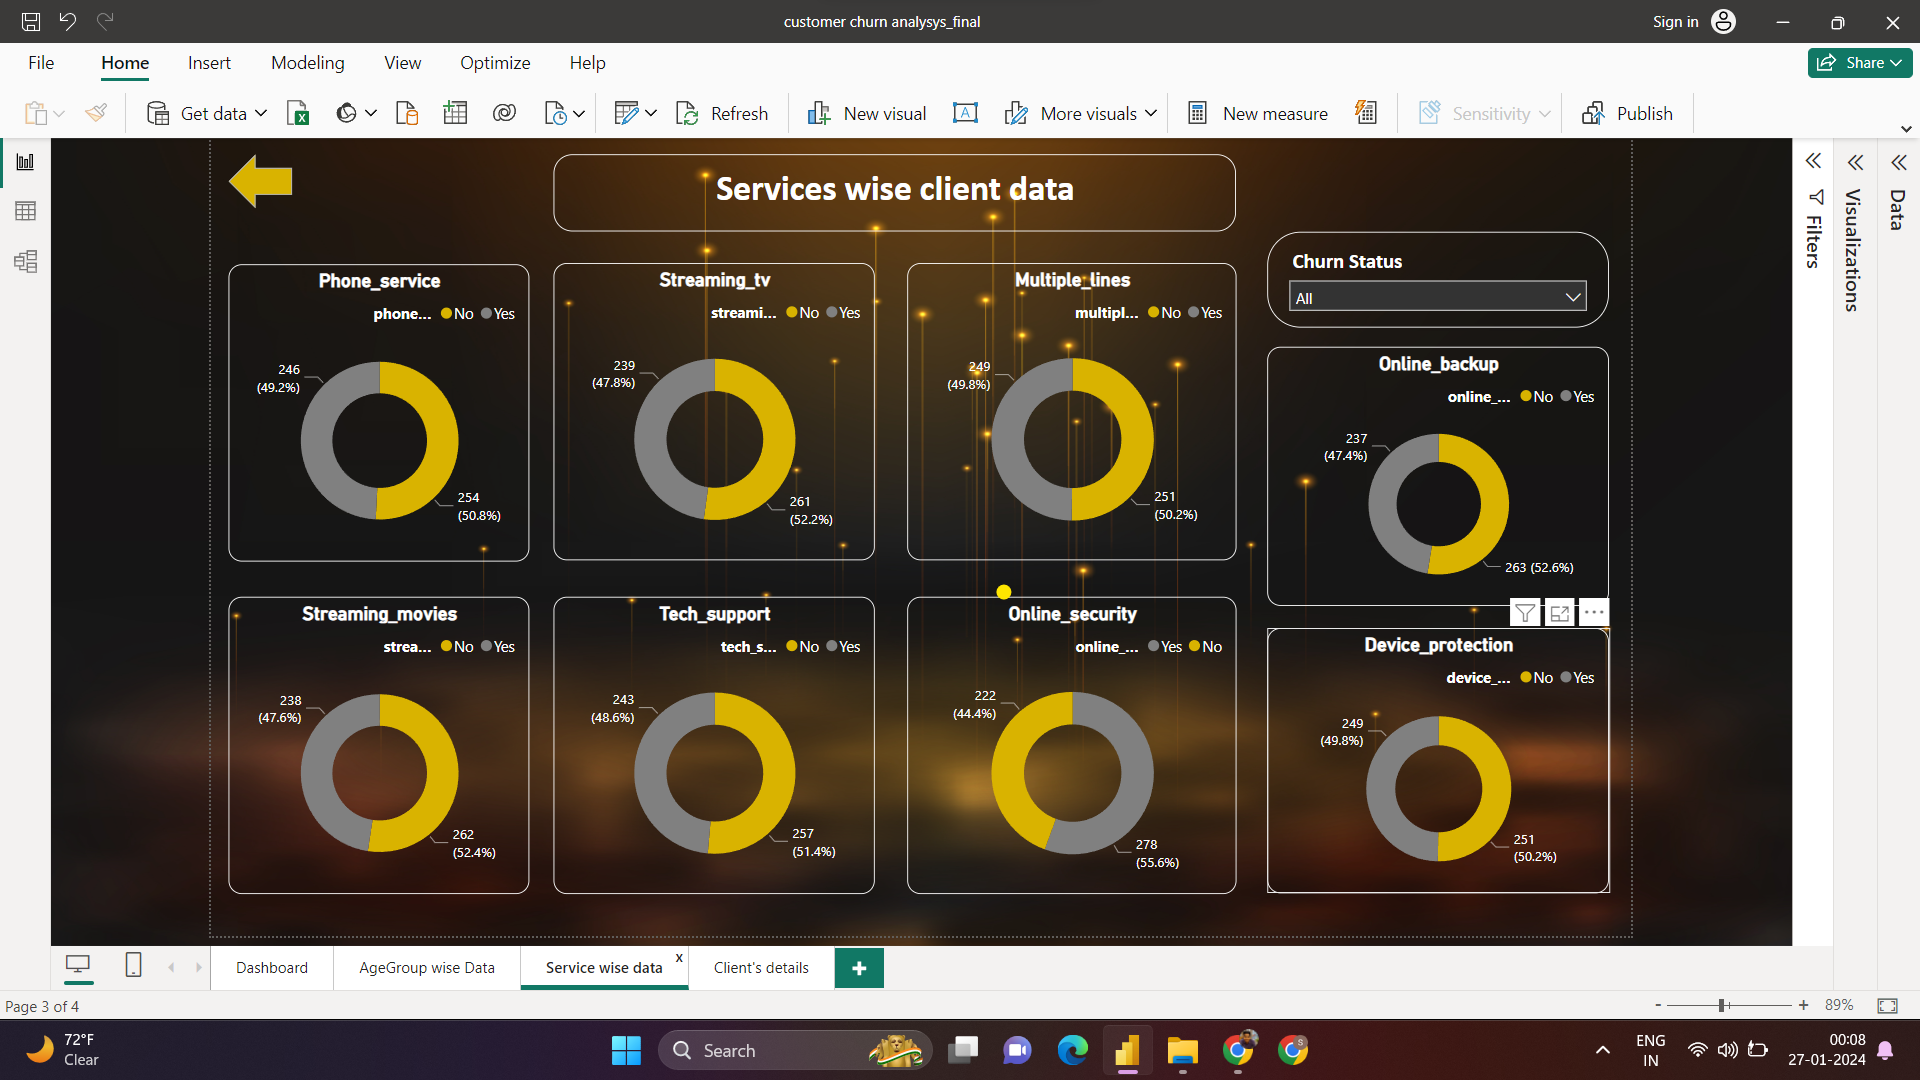 customer churn analysys_final
Sign in
File
Home
Insert
Modeling
View
Optimize
Help
Share
Get data
Refresh
New visual
More visuals
New measure
Sensitivity
Publish
Services wise client data
Churn Status
All
Filters
Visualizations
Data
Phone_service
phone... No Yes
246
(49.2%)
254
(50.8%)
Streaming_tv
streami... No Yes
239
(47.8%)
261
(52.2%)
Multiple_lines
multipl... No Yes
249
(49.8%)
251
(50.2%)
Online_backup
online_... No Yes
237
(47.4%)
263 (52.6%)
Streaming_movies
strea... No Yes
238
(47.6%)
262
(52.4%)
Tech_support
tech_s... No Yes
243
(48.6%)
257
(51.4%)
Online_security
online_... Yes No
222
(44.4%)
278
(55.6%)
Device_protection
device_... No Yes
249
(49.8%)
251
(50.2%)
Dashboard
AgeGroup wise Data
Service wise data
x
Client's details
+
Page 3 of 4
- + 89%
72°F
Clear
Search
ENG
IN
00:08
27-01-2024